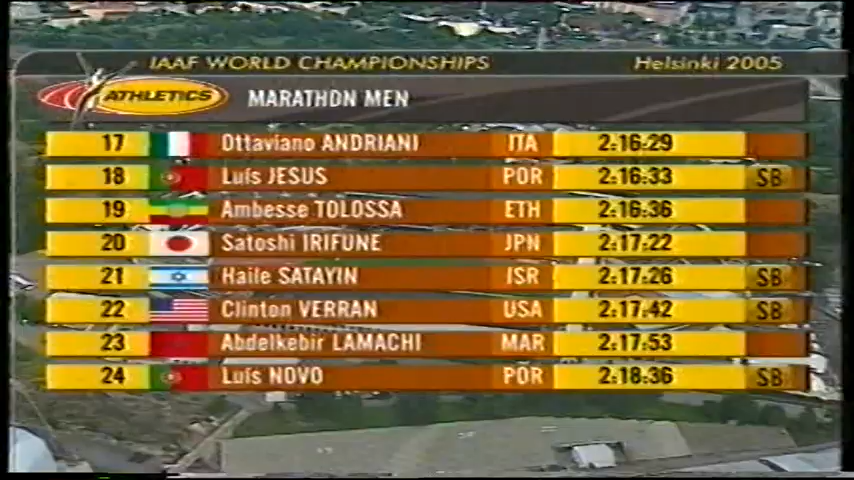 IAAF WORLD CHAMPIONSHIPS Helsinki 2005
ATHLETICS MARATHON MEN
17 Ottaviano ANDRIANI ITA 2:16:29
18 Luís JESUS POR 2:16:33 SB
19 Ambesse TOLOSSA ETH 2:16:36
20 Satoshi IRIFUNE JPN 2:17:22
21 Haile SATAYIN ISR 2:17:26 SB
22 Clinton VERRAN USA 2:17:42 SB
23 Abdelkebir LAMACHI MAR 2:17:53
24 Luís NOVO POR 2:18:36 SB